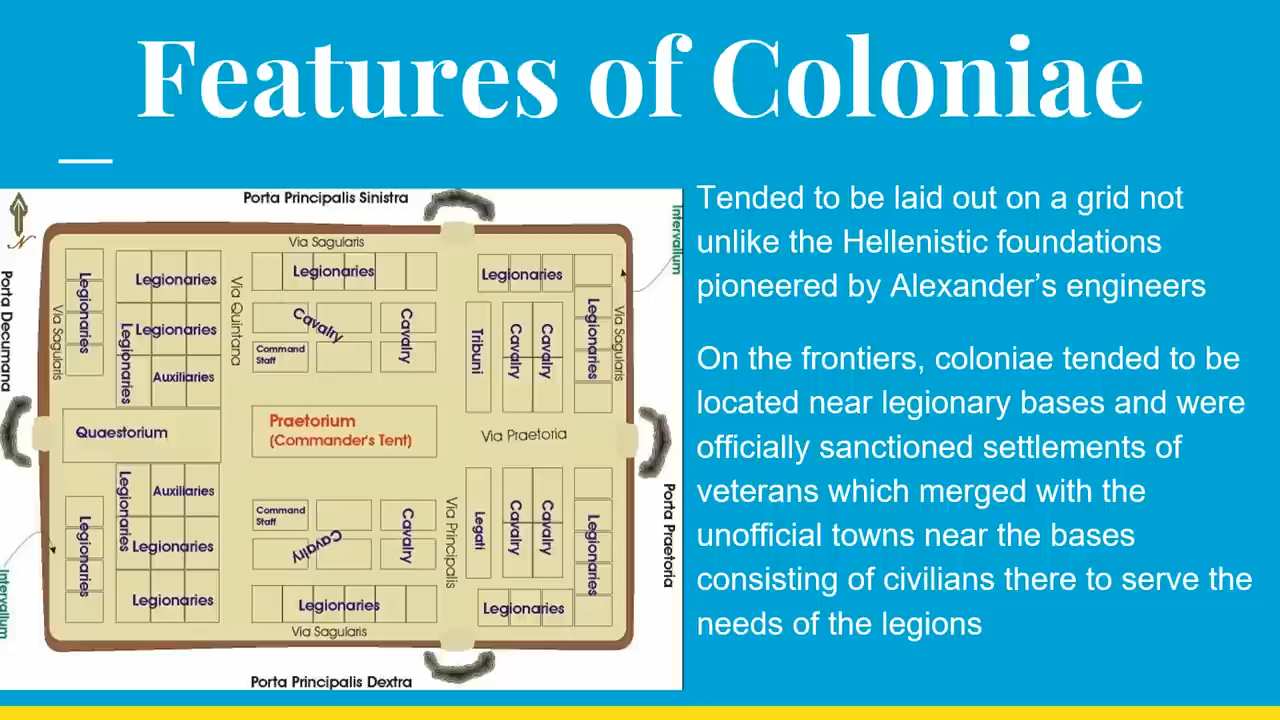 Features of Coloniae
Tended to be laid out on a grid not
unlike the Hellenistic foundations
pioneered by Alexander’s engineers
On the frontiers, coloniae tended to be
located near legionary bases and were
officially sanctioned settlements of
veterans which merged with the
unofficial towns near the bases
consisting of civilians there to serve the
needs of the legions
Porta Principalis Sinistra
N
Intervallum
Via Sagularis
Legionaries
Legionaries
Legionaries
Porta Decumana
Via Sagularis
Legionaries
Legionaries
Legionaries
Auxiliaries
Via Quintana
Cavalry
Command
Staff
Cavalry
Tribuni
Cavalry
Cavalry
Legionaries
Via Sagularis
Quaestorium
Praetorium
(Commander's Tent)
Via Praetoria
Porta Praetoria
Legionaries
Legionaries
Auxiliaries
Legionaries
Legionaries
Command
Staff
Cavalry
Cavalry
Via Principalis
Legati
Cavalry
Cavalry
Legionaries
Legionaries
Legionaries
Via Sagularis
Intervallum
Porta Principalis Dextra